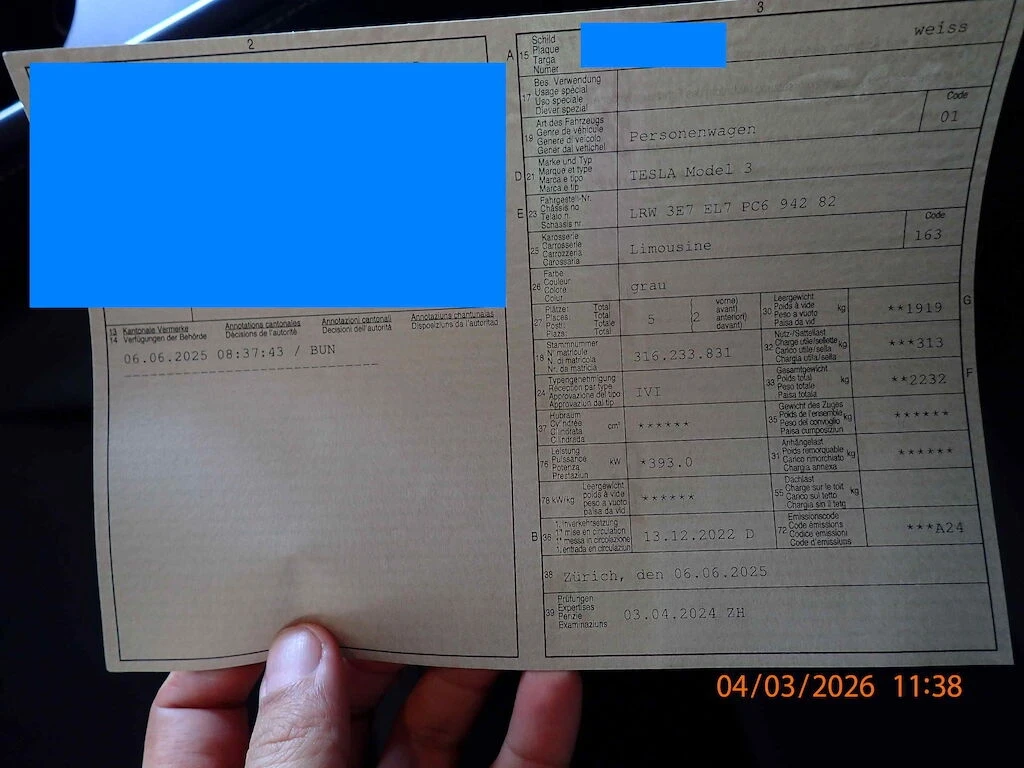 2
13
14
Kantonale Vermerke
Verfügungen der Behörde
Annotations cantonales
Décisions de l'autorité
Annotazioni cantonali
Decisioni dell'autorità
Annotaziuns chantunalas
Disposiziuns da l'autoritad
06.06.2025 08:37:43 / BUN
3
A 15 Schild
Plaque
Targa
Numer
weiss
17 Bes. Verwendung
Usage spécial
Uso speciale
Diever spezial
19 Art des Fahrzeugs
Genre de véhicule
Genere di veicolo
Gener dal vehichel
Personenwagen
Code
01
D 21 Marke und Typ
Marque et type
Marca e tipo
Marca e tip
TESLA Model 3
E 23 Fahrgestell-Nr.
Châssis no
Telaio n.
Schassis nr.
LRW 3E7 EL7 PC6 942 82
25 Karosserie
Carrosserie
Carrozzeria
Carossaria
Limousine
Code
163
26 Farbe
Couleur
Colore
Colur
grau
27 Plätze: Total
Places: Total
Posti: Totale
Plazs: Total
5
(2
vorne)
avant)
anteriori)
davant)
30 Leergewicht
Poids à vide
Peso a vuoto
Paisa da vid
kg
**1919
G
18 Stammnummer
N° matricule
N. di matricola
Nr. da matricla
316.233.831
32 Nutz-/Sattellast
Charge utile/sellette
Carico utile/sella
Chargia utila/sella
kg
***313
24 Typengenehmigung
Réception par type
Approvazione del tipo
Approvaziun dal tip
IVI
33 Gesamtgewicht
Poids total
Peso totale
Paisa totala
kg
**2232
F
37 Hubraum
Cylindrée
Cilindrata
Cilindrada
cm³
******
35 Gewicht des Zuges
Poids de l'ensemble
Peso del convoglio
Paisa cumposiziun
kg
******
76 Leistung
Puissance
Potenza
Prestaziun
kW
*393.0
31 Anhängelast
Poids remorquable
Carico rimorchiato
Chargia annexa
kg
******
78 kW/kg
Leergewicht
poids à vide
peso a vuoto
paisa da vid
******
55 Dachlast
Charge sur le toit
Carico sul tetto
Chargia sin il tetg
kg
B 36 1. Inverkehrsetzung
1re mise en circulation
1. messa in circolazione
1. entrada en circulaziun
13.12.2022 D
72 Emissionscode
Code émissions
Codice emissioni
Code d'emissiuns
***A24
38 Zürich, den 06.06.2025
39 Prüfungen
Expertises
Perizie
Examinaziuns
03.04.2024 ZH
04/03/2026 11:38